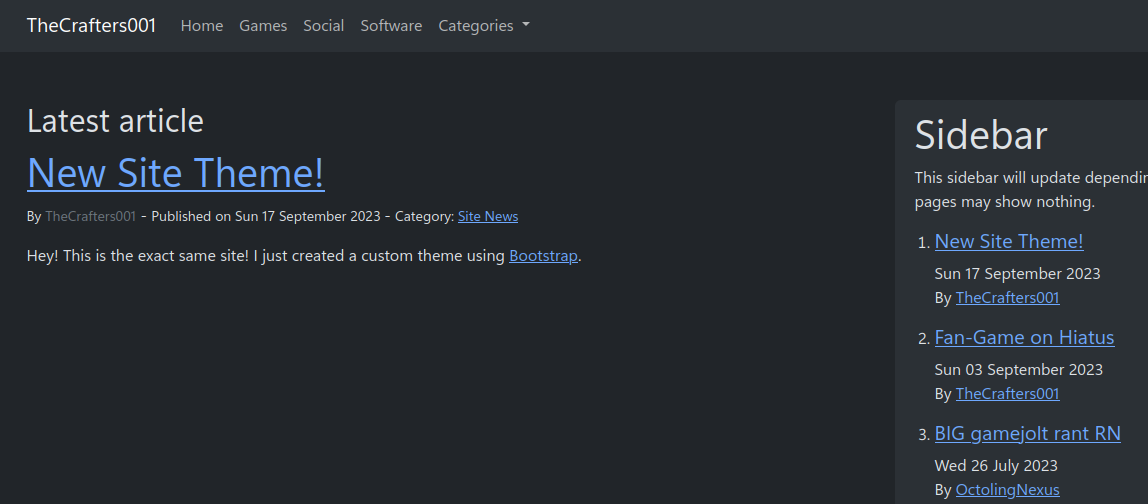 TheCrafters001 Home Games Social Software Categories
Latest article
New Site Theme!
By TheCrafters001 - Published on Sun 17 September 2023 - Category: Site News
Hey! This is the exact same site! I just created a custom theme using Bootstrap.
Sidebar
This sidebar will update dependin
pages may show nothing.
1. New Site Theme!
Sun 17 September 2023
By TheCrafters001
2. Fan-Game on Hiatus
Sun 03 September 2023
By TheCrafters001
3. BIG gamejolt rant RN
Wed 26 July 2023
By OctolingNexus